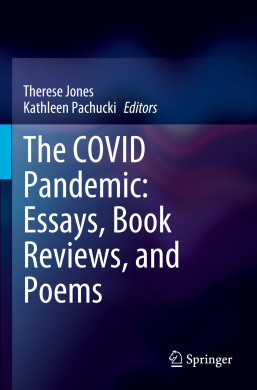 Therese Jones
Kathleen Pachucki Editors
The COVID
Pandemic:
Essays, Book
Reviews, and
Poems
Springer